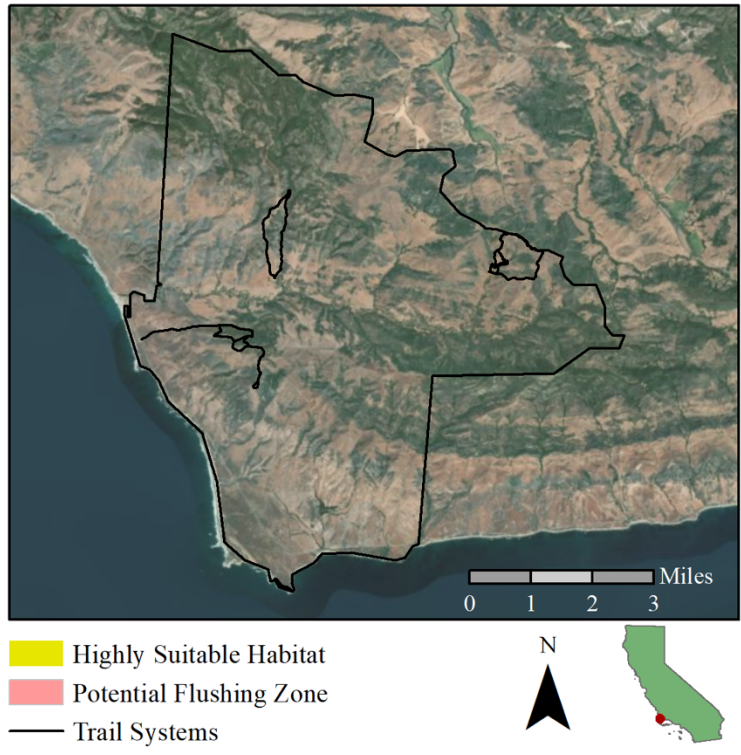 Miles
0 1 2 3
Highly Suitable Habitat
Potential Flushing Zone
Trail Systems
N